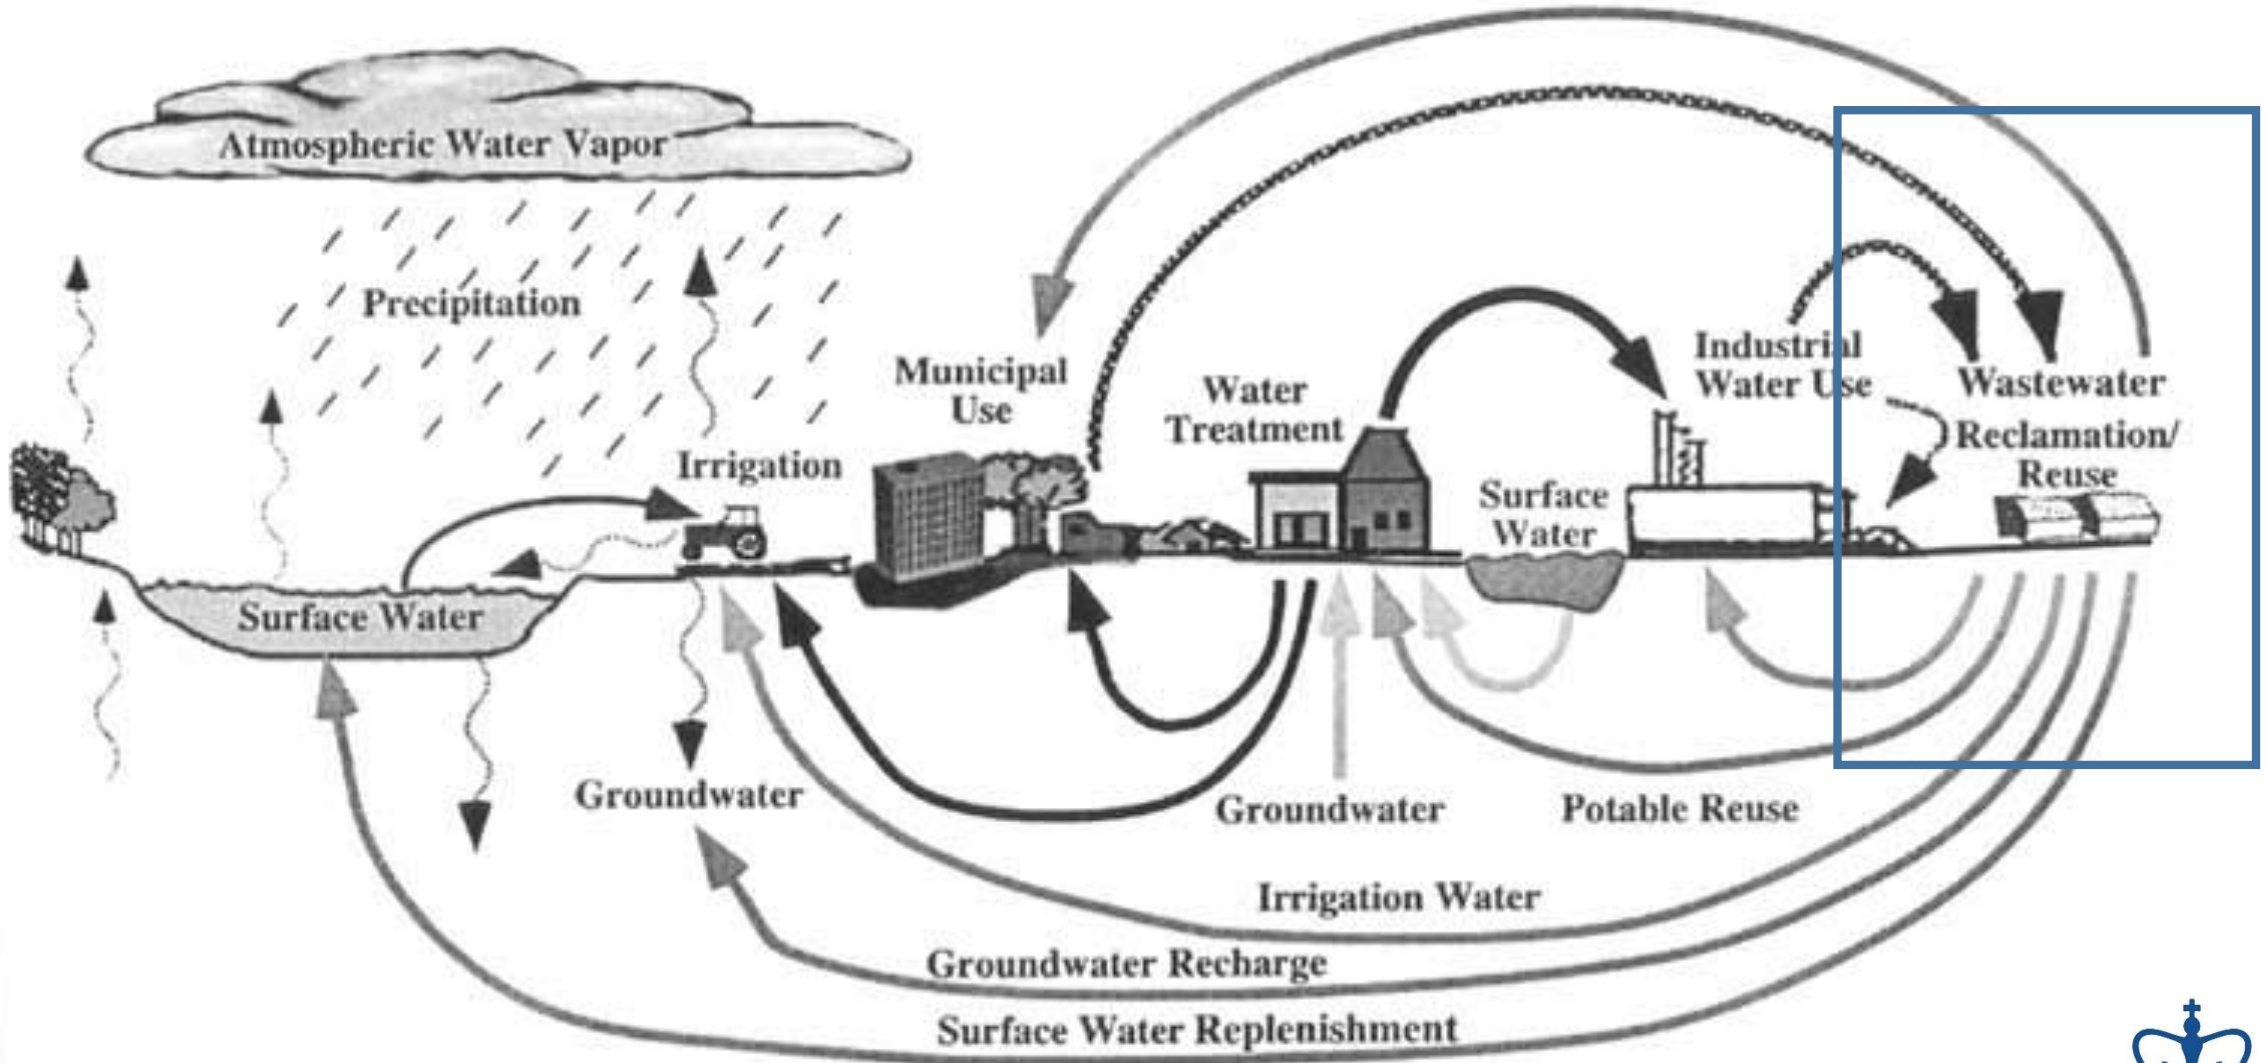 Atmospheric Water Vapor
Precipitation
Municipal
Use
Water
Treatment
Industrial
Water Use
Wastewater
Reclamation/
Reuse
Irrigation
Surface
Water
Surface Water
Groundwater
Groundwater
Potable Reuse
Irrigation Water
Groundwater Recharge
Surface Water Replenishment